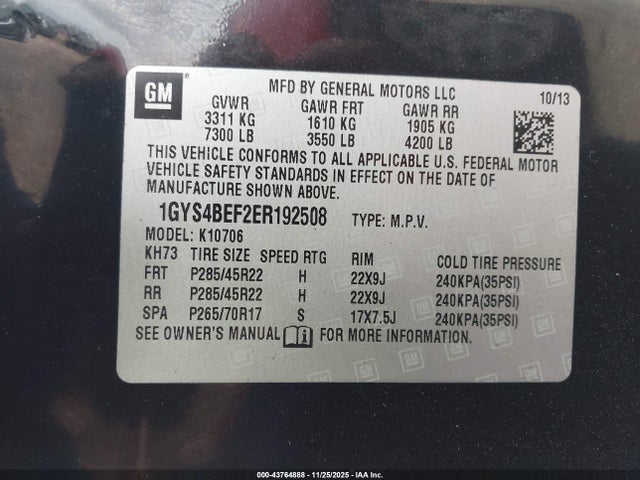 GM
MFD BY GENERAL MOTORS LLC
10/13
GVWR GAWR FRT GAWR RR
3311 KG 1610 KG 1905 KG
7300 LB 3550 LB 4200 LB
THIS VEHICLE CONFORMS TO ALL APPLICABLE U.S. FEDERAL MOTOR
VEHICLE SAFETY STANDARDS IN EFFECT ON THE DATE OF
MANUFACTURE SHOWN ABOVE.
1GYS4BEF2ER192508 TYPE: M.P.V.
MODEL: K10706
KH73 TIRE SIZE SPEED RTG RIM COLD TIRE PRESSURE
FRT P285/45R22 H 22X9J 240KPA(35PSI)
RR P285/45R22 H 22X9J 240KPA(35PSI)
SPA P265/70R17 S 17X7.5J 240KPA(35PSI)
SEE OWNER'S MANUAL FOR MORE INFORMATION.
000-43764888 - 11/25/2025 - IAA Inc.